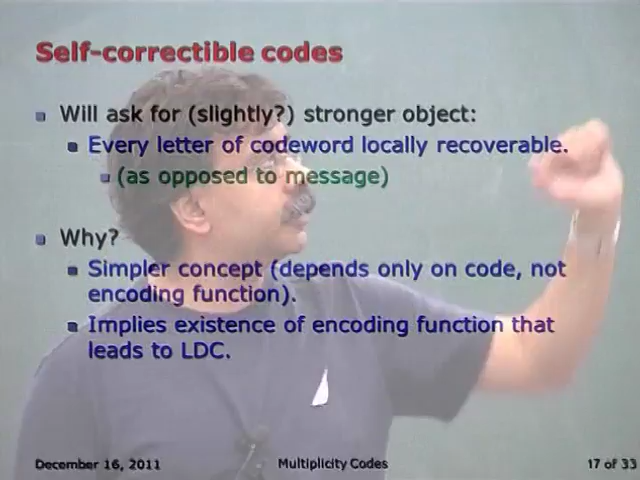 Self-correctible codes
Will ask for (slightly?) stronger object:
Every letter of codeword locally recoverable.
(as opposed to message)
Why?
Simpler concept (depends only on code, not
encoding function).
Implies existence of encoding function that
leads to LDC.
December 16, 2011
Multiplicity Codes
17 of 33